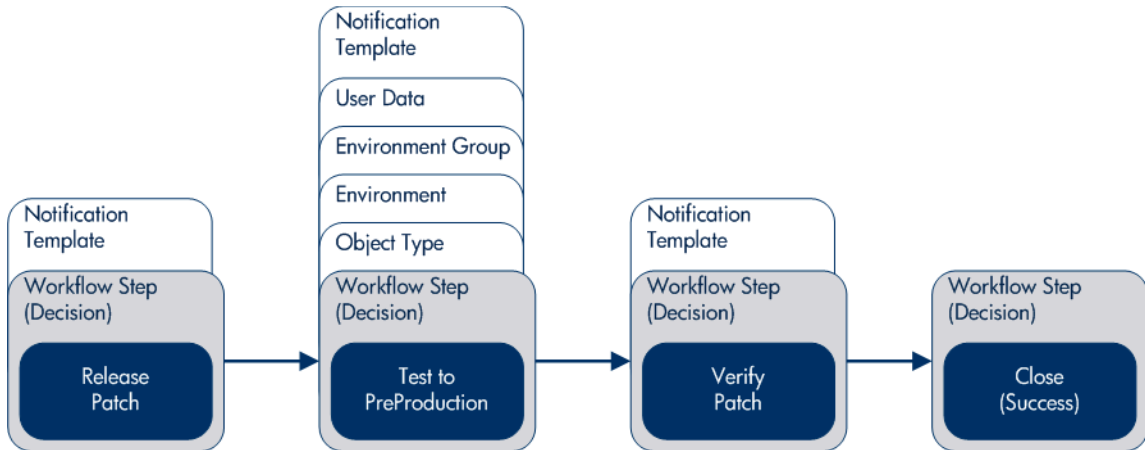 Notification
Template
Workflow Step
(Decision)
Release
Patch
Notification
Template
User Data
Environment Group
Environment
Object Type
Workflow Step
(Decision)
Test to
PreProduction
Notification
Template
Workflow Step
(Decision)
Verify
Patch
Workflow Step
(Decision)
Close
(Success)